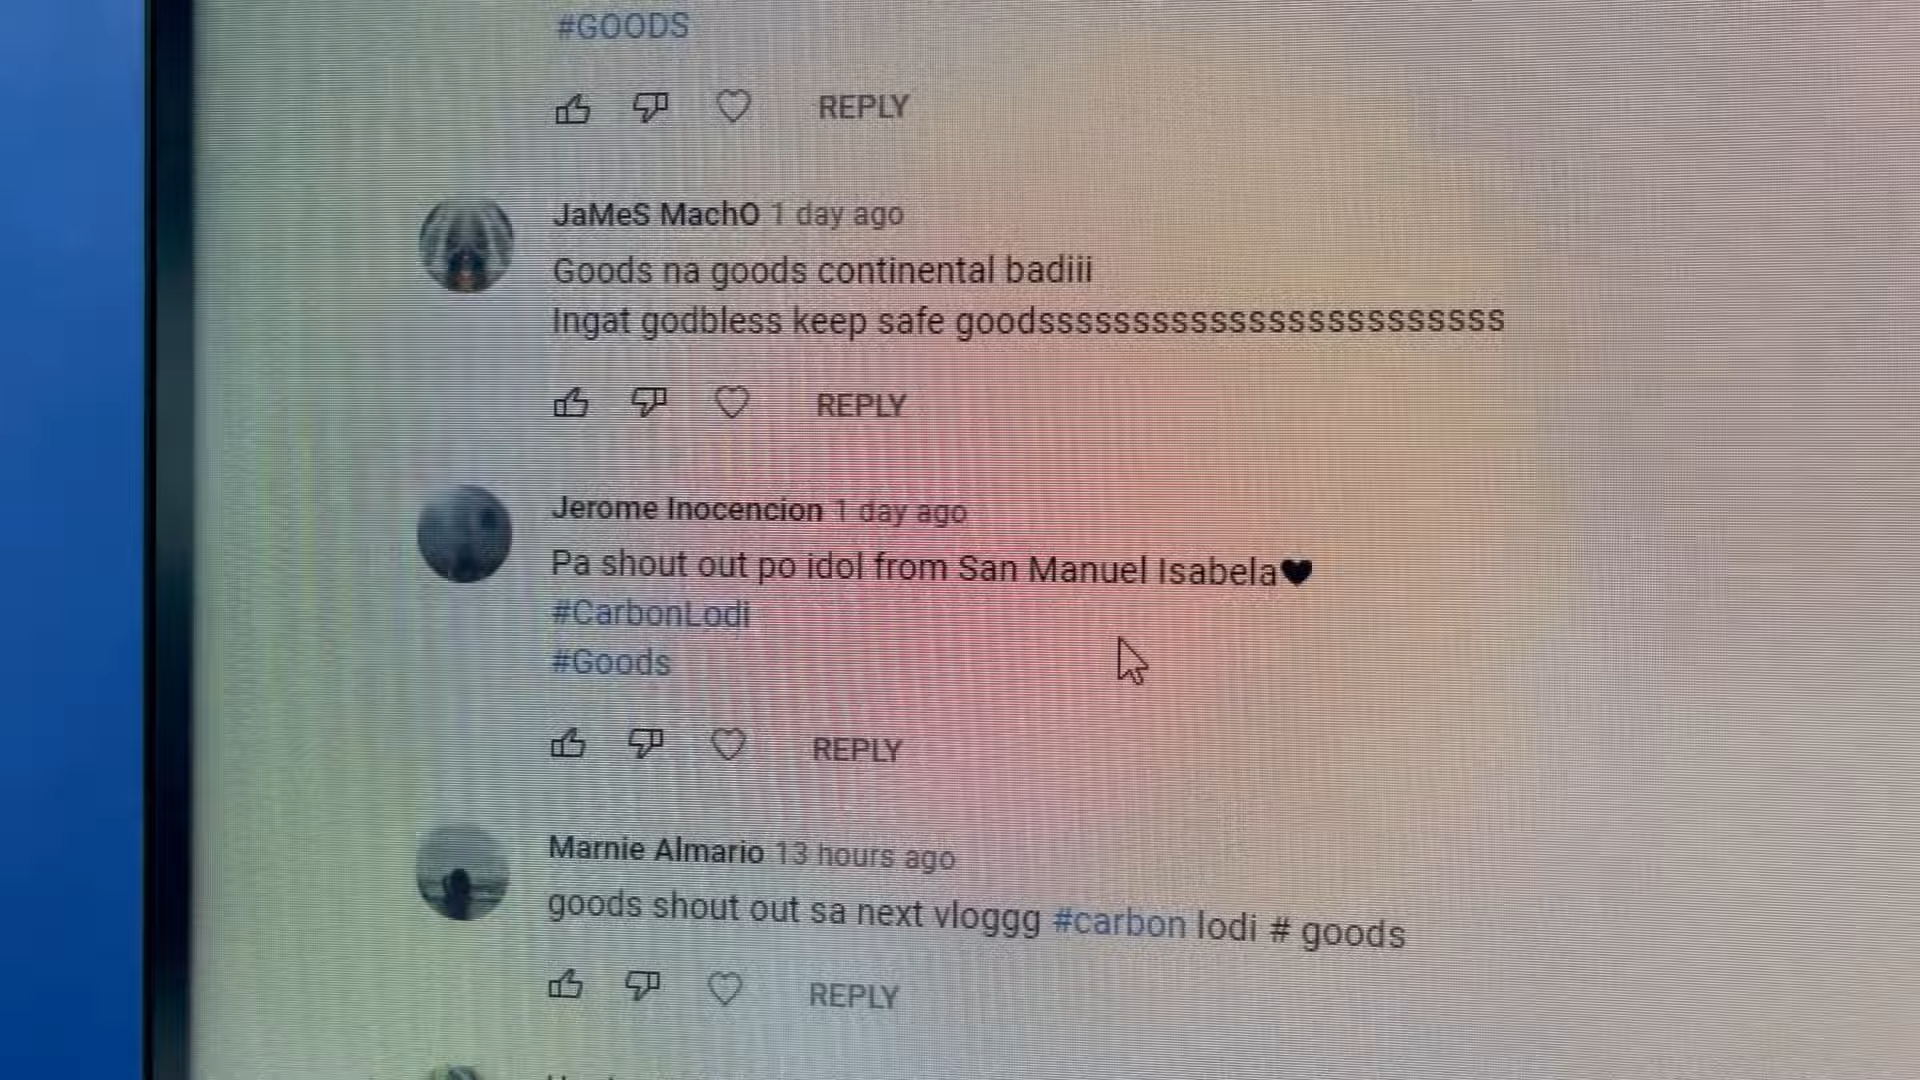 #GOODS
REPLY
JaMeS MachO 1 day ago
Goods na goods continental badiii
Ingat godbless keep safe goodsssssssssssssssssssssssssssss
REPLY
Jerome Inocencion 1 day ago
Pa shout out po idol from San Manuel Isabela🖤
#CarbonLodi
#Goods
REPLY
Marnie Almario 13 hours ago
goods shout out sa next vloggg #carbon lodi # goods
REPLY